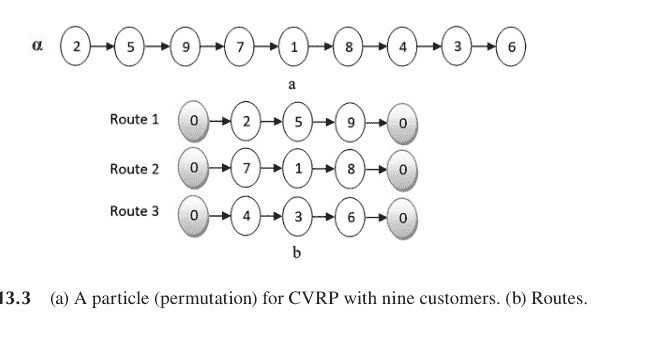 α 2 5 9 7 1 8 4 3 6
a
Route 1 0 2 5 9 0
Route 2 0 7 1 8 0
Route 3 0 4 3 6 0
b
13.3 (a) A particle (permutation) for CVRP with nine customers. (b) Routes.